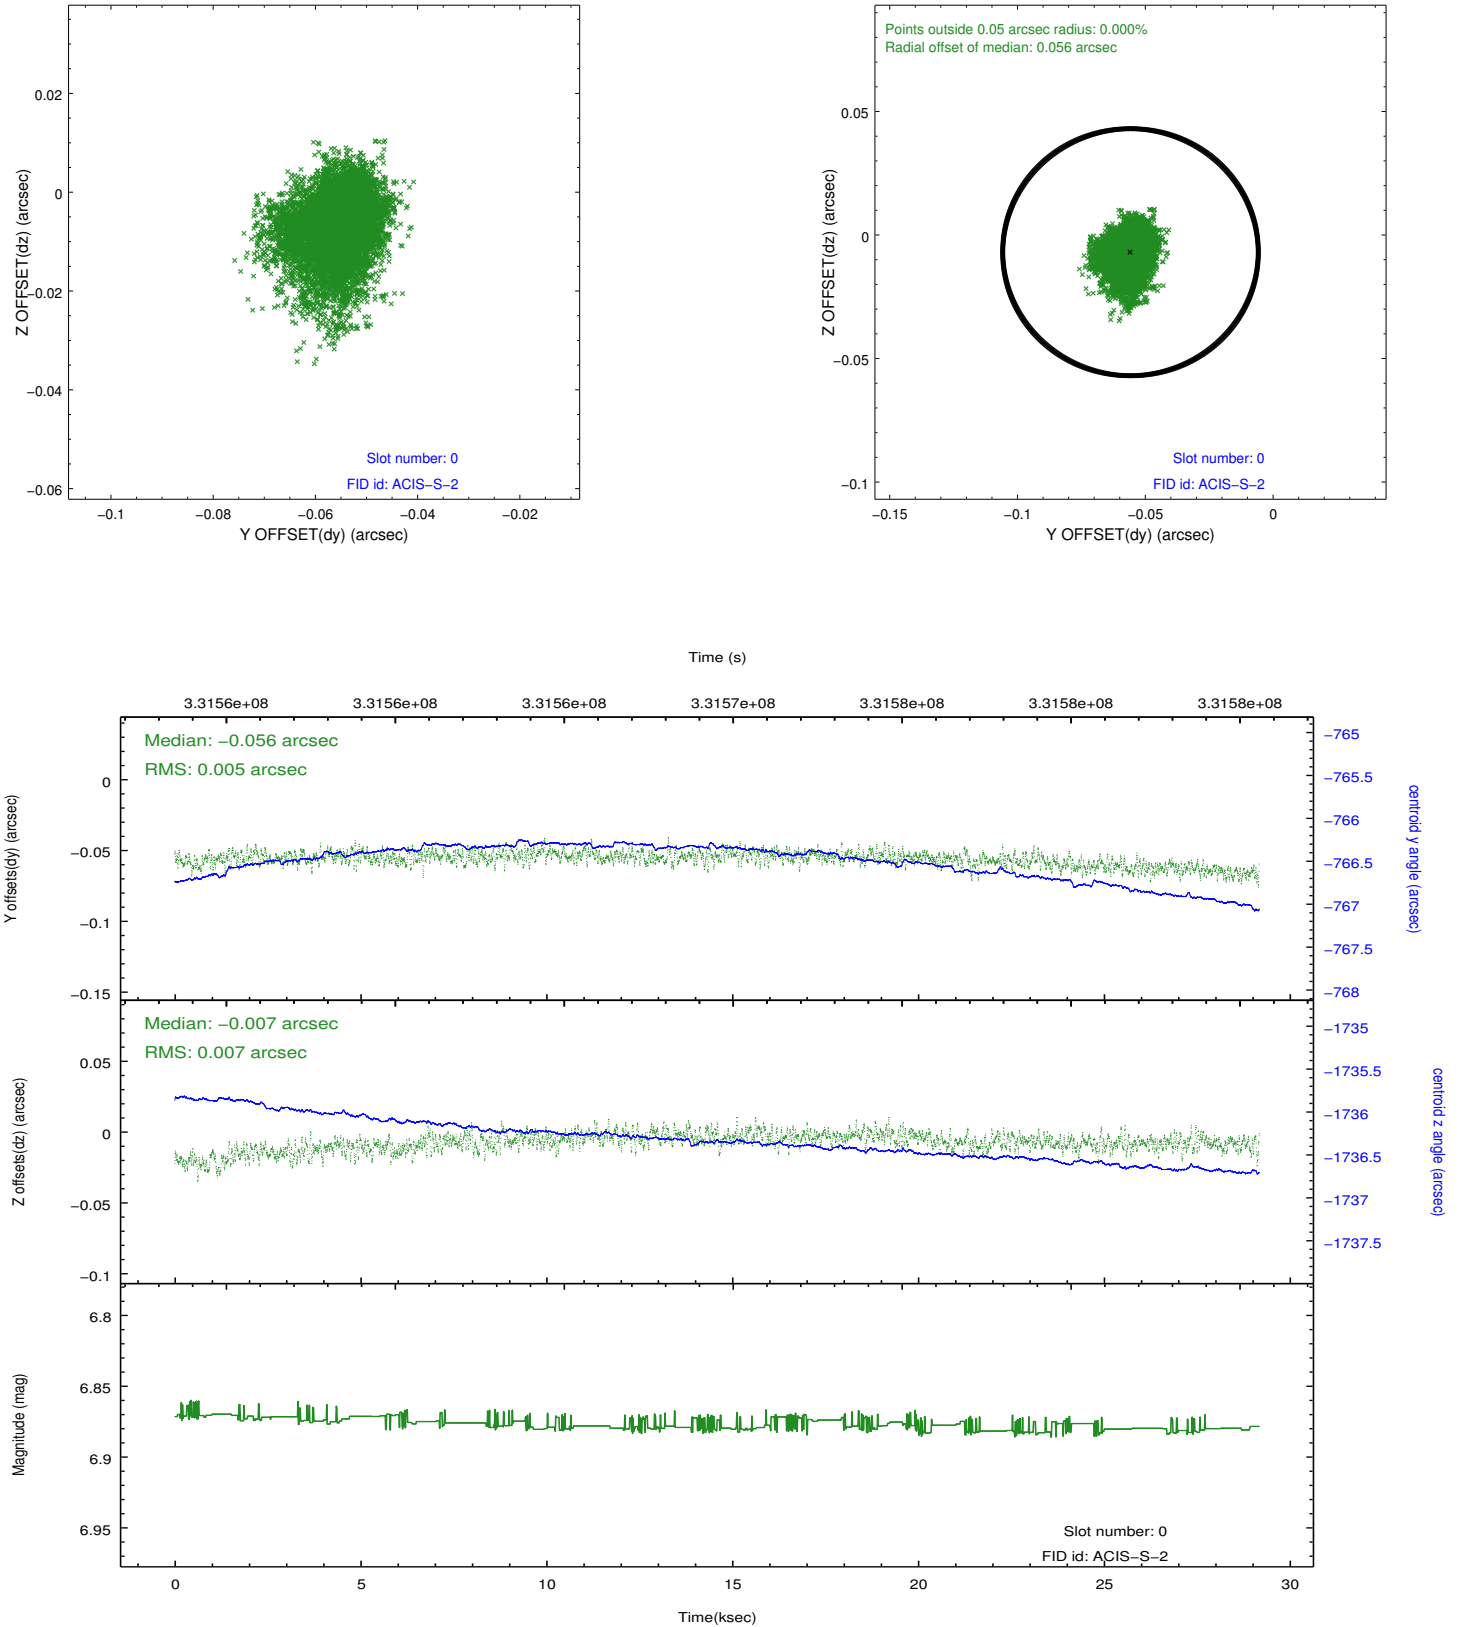 0.02
0
−0.02
−0.04
−0.06
Z OFFSET(dz) (arcsec)
Slot number: 0
FID id: ACIS−S−2
−0.1
−0.08
−0.06
−0.04
−0.02
Y OFFSET(dy) (arcsec)
Points outside 0.05 arcsec radius: 0.000%
Radial offset of median: 0.056 arcsec
0.05
0
−0.05
−0.1
Z OFFSET(dz) (arcsec)
Slot number: 0
FID id: ACIS−S−2
−0.15
−0.1
−0.05
0
Y OFFSET(dy) (arcsec)
Time (s)
3.3156e+08
3.3156e+08
3.3156e+08
3.3157e+08
3.3158e+08
3.3158e+08
3.3158e+08
Median: −0.056 arcsec
RMS: 0.005 arcsec
0
−0.05
−0.1
−0.15
Y offsets(dy) (arcsec)
−765
−765.5
−766
−766.5
−767
−767.5
−768
centroid y angle (arcsec)
Median: −0.007 arcsec
RMS: 0.007 arcsec
0.05
0
−0.05
−0.1
Z offsets(dz) (arcsec)
−1735
−1735.5
−1736
−1736.5
−1737
−1737.5
centroid z angle (arcsec)
6.8
6.85
6.9
6.95
Magnitude (mag)
Slot number: 0
FID id: ACIS−S−2
0
5
10
15
20
25
30
Time(ksec)